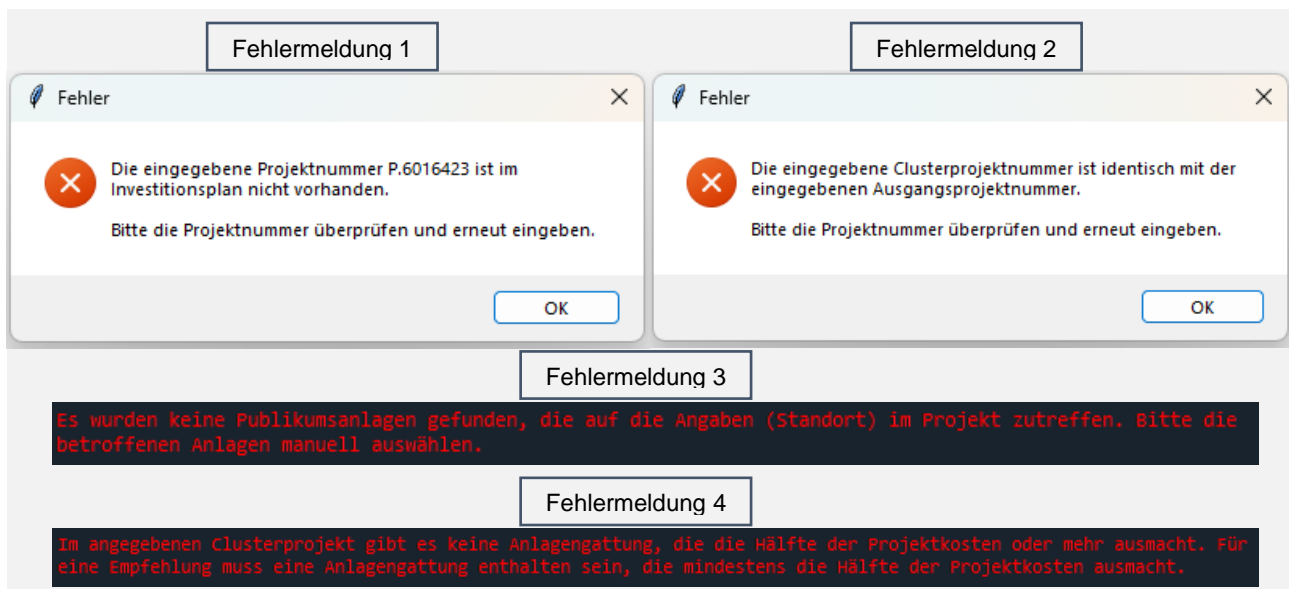 Fehlermeldung 1
Fehler
Die eingegebene Projektnummer P.6016423 ist im
Investitionsplan nicht vorhanden.
Bitte die Projektnummer überprüfen und erneut eingeben.
OK
Fehlermeldung 2
Fehler
Die eingegebene Clusterprojektnummer ist identisch mit der
eingegebenen Ausgangsprojektnummer.
Bitte die Projektnummer überprüfen und erneut eingeben.
OK
Fehlermeldung 3
Es wurden keine Publikumsanlagen gefunden, die auf die Angaben (Standort) im Projekt zutreffen. Bitte die
betroffenen Anlagen manuell auswählen.
Fehlermeldung 4
Im angegebenen Clusterprojekt gibt es keine Anlagengattung, die die Hälfte der Projektkosten oder mehr ausmacht. Für
eine Empfehlung muss eine Anlagengattung enthalten sein, die mindestens die Hälfte der Projektkosten ausmacht.